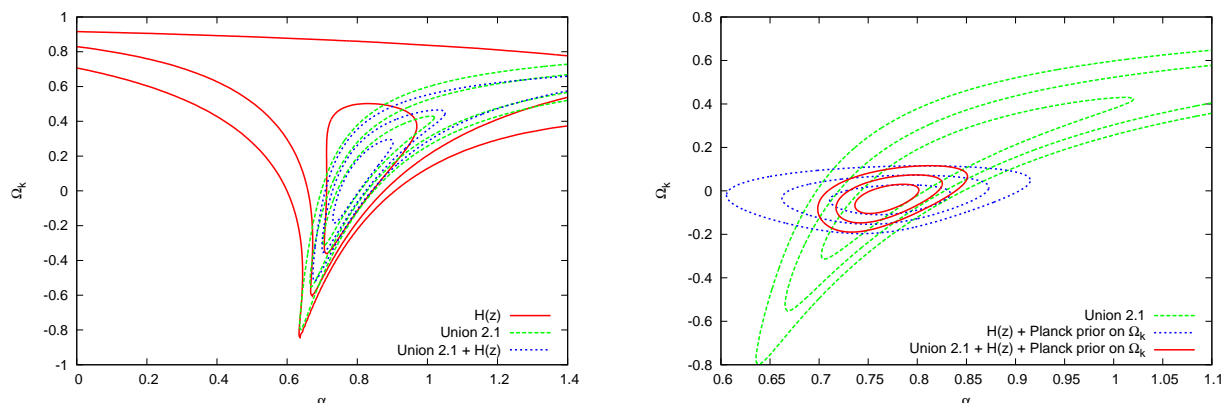 1
0.8
0.6
0.4
0.2
0
-0.2
-0.4
-0.6
-0.8
-1
Ω_k
0 0.2 0.4 0.6 0.8 1 1.2 1.4
α
H(z)
Union 2.1
Union 2.1 + H(z)
0.8
0.6
0.4
0.2
0
-0.2
-0.4
-0.6
-0.8
Ω_k
0.6 0.65 0.7 0.75 0.8 0.85 0.9 0.95 1 1.05 1.1
α
Union 2.1
H(z) + Planck prior on Ω_k
Union 2.1 + H(z) + Planck prior on Ω_k